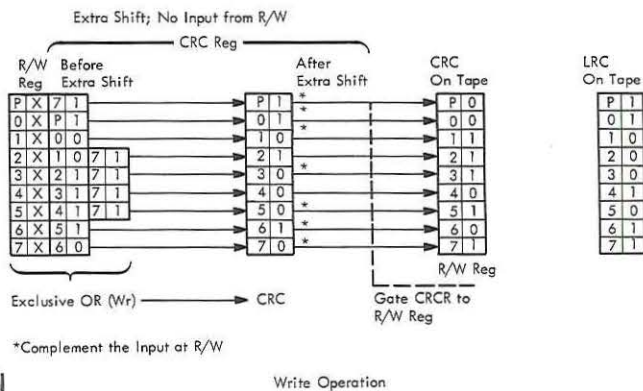 Extra Shift; No Input from R/W
CRC Reg
R/W Reg Before Extra Shift After Extra Shift CRC On Tape LRC On Tape
P X 7 1 P 1 * P 0 P 1
0 X P 1 0 1 * 0 0 0 1
1 X 0 0 1 0 * 1 1 1 0
2 X 1 0 7 1 2 1 2 1 2 1
3 X 2 1 7 1 3 0 * 3 1 3 0
4 X 3 1 7 1 4 0 4 0 4 1
5 X 4 1 7 1 5 0 * 5 1 5 0
6 X 5 1 6 1 * 6 0 6 1
7 X 6 0 7 0 * 7 1 7 1
R/W Reg
Exclusive OR (Wr) CRC Gate CRCR to R/W Reg
*Complement the Input at R/W
Write Operation